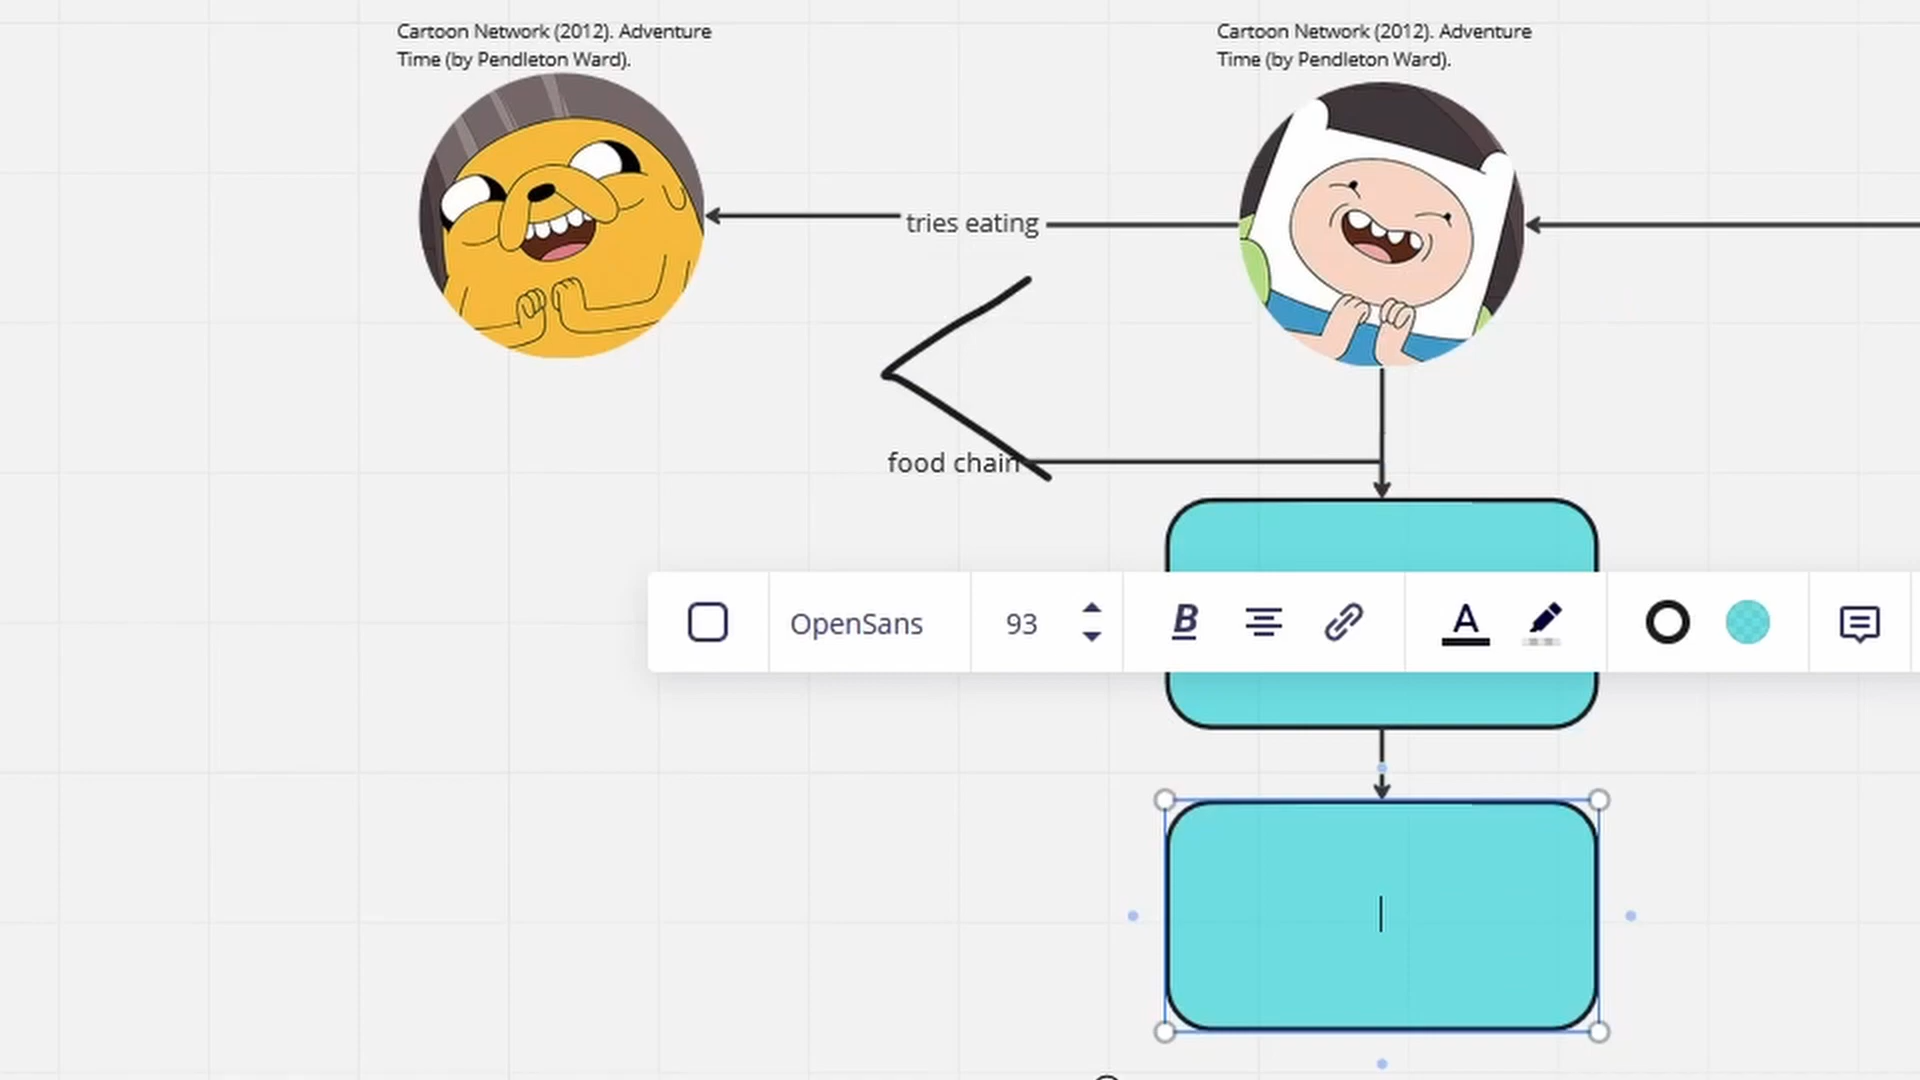 Cartoon Network (2012). Adventure
Time (by Pendleton Ward).
Cartoon Network (2012). Adventure
Time (by Pendleton Ward).
tries eating
food chain
OpenSans
93
B
A